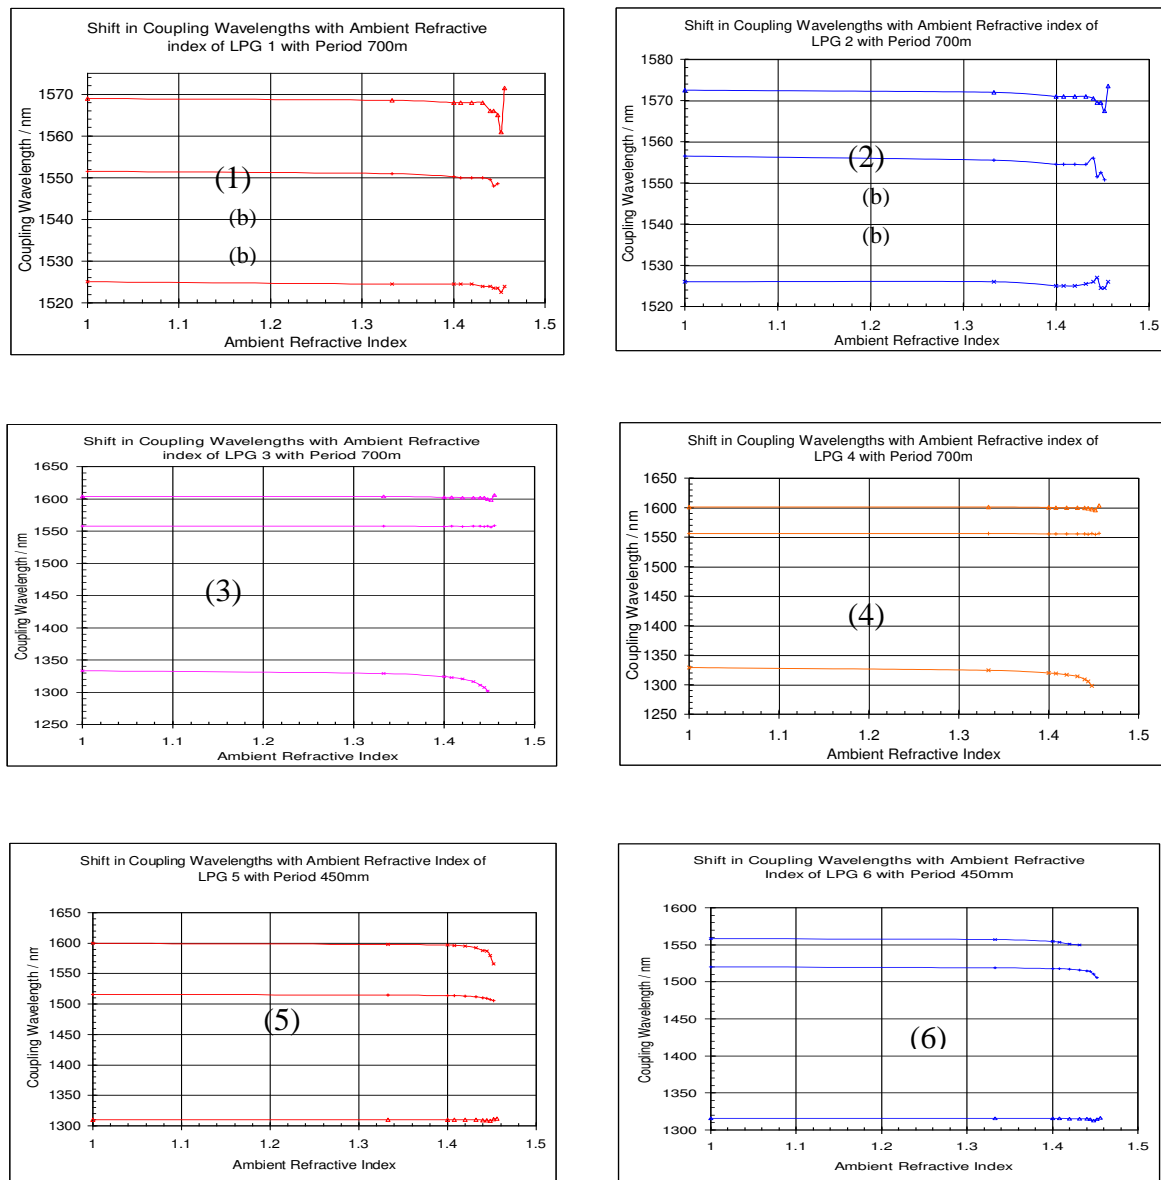 Shift in Coupling Wavelengths with Ambient Refractive
index of LPG 1 with Period 700m
Coupling Wavelength / nm
1570
1560
1550
1540
1530
1520
(1)
(b)
(b)
1 1.1 1.2 1.3 1.4 1.5
Ambient Refractive Index
Shift in Coupling Wavelengths with Ambient Refractive index of
LPG 2 with Period 700m
Coupling Wavelength / nm
1580
1570
1560
1550
1540
1530
1520
(2)
(b)
(b)
1 1.1 1.2 1.3 1.4 1.5
Ambient Refractive Index
Shift in Coupling Wavelengths with Ambient Refractive
index of LPG 3 with Period 700m
Coupling Wavelength / nm
1650
1600
1550
1500
1450
1400
1350
1300
1250
(3)
1 1.1 1.2 1.3 1.4 1.5
Ambient Refractive Index
Shift in Coupling Wavelengths with Ambient Refractive index of
LPG 4 with Period 700m
Coupling Wavelength / nm
1650
1600
1550
1500
1450
1400
1350
1300
1250
(4)
1 1.1 1.2 1.3 1.4 1.5
Ambient Refractive Index
Shift in Coupling Wavelengths with Ambient Refractive Index of
LPG 5 with Period 450mm
Coupling Wavelength / nm
1650
1600
1550
1500
1450
1400
1350
1300
(5)
1 1.1 1.2 1.3 1.4 1.5
Ambient Refractive Index
Shift in Coupling Wavelengths with Ambient Refractive
Index of LPG 6 with Period 450mm
Coupling Wavelength / nm
1600
1550
1500
1450
1400
1350
1300
(6)
1 1.1 1.2 1.3 1.4 1.5
Ambient Refractive Index